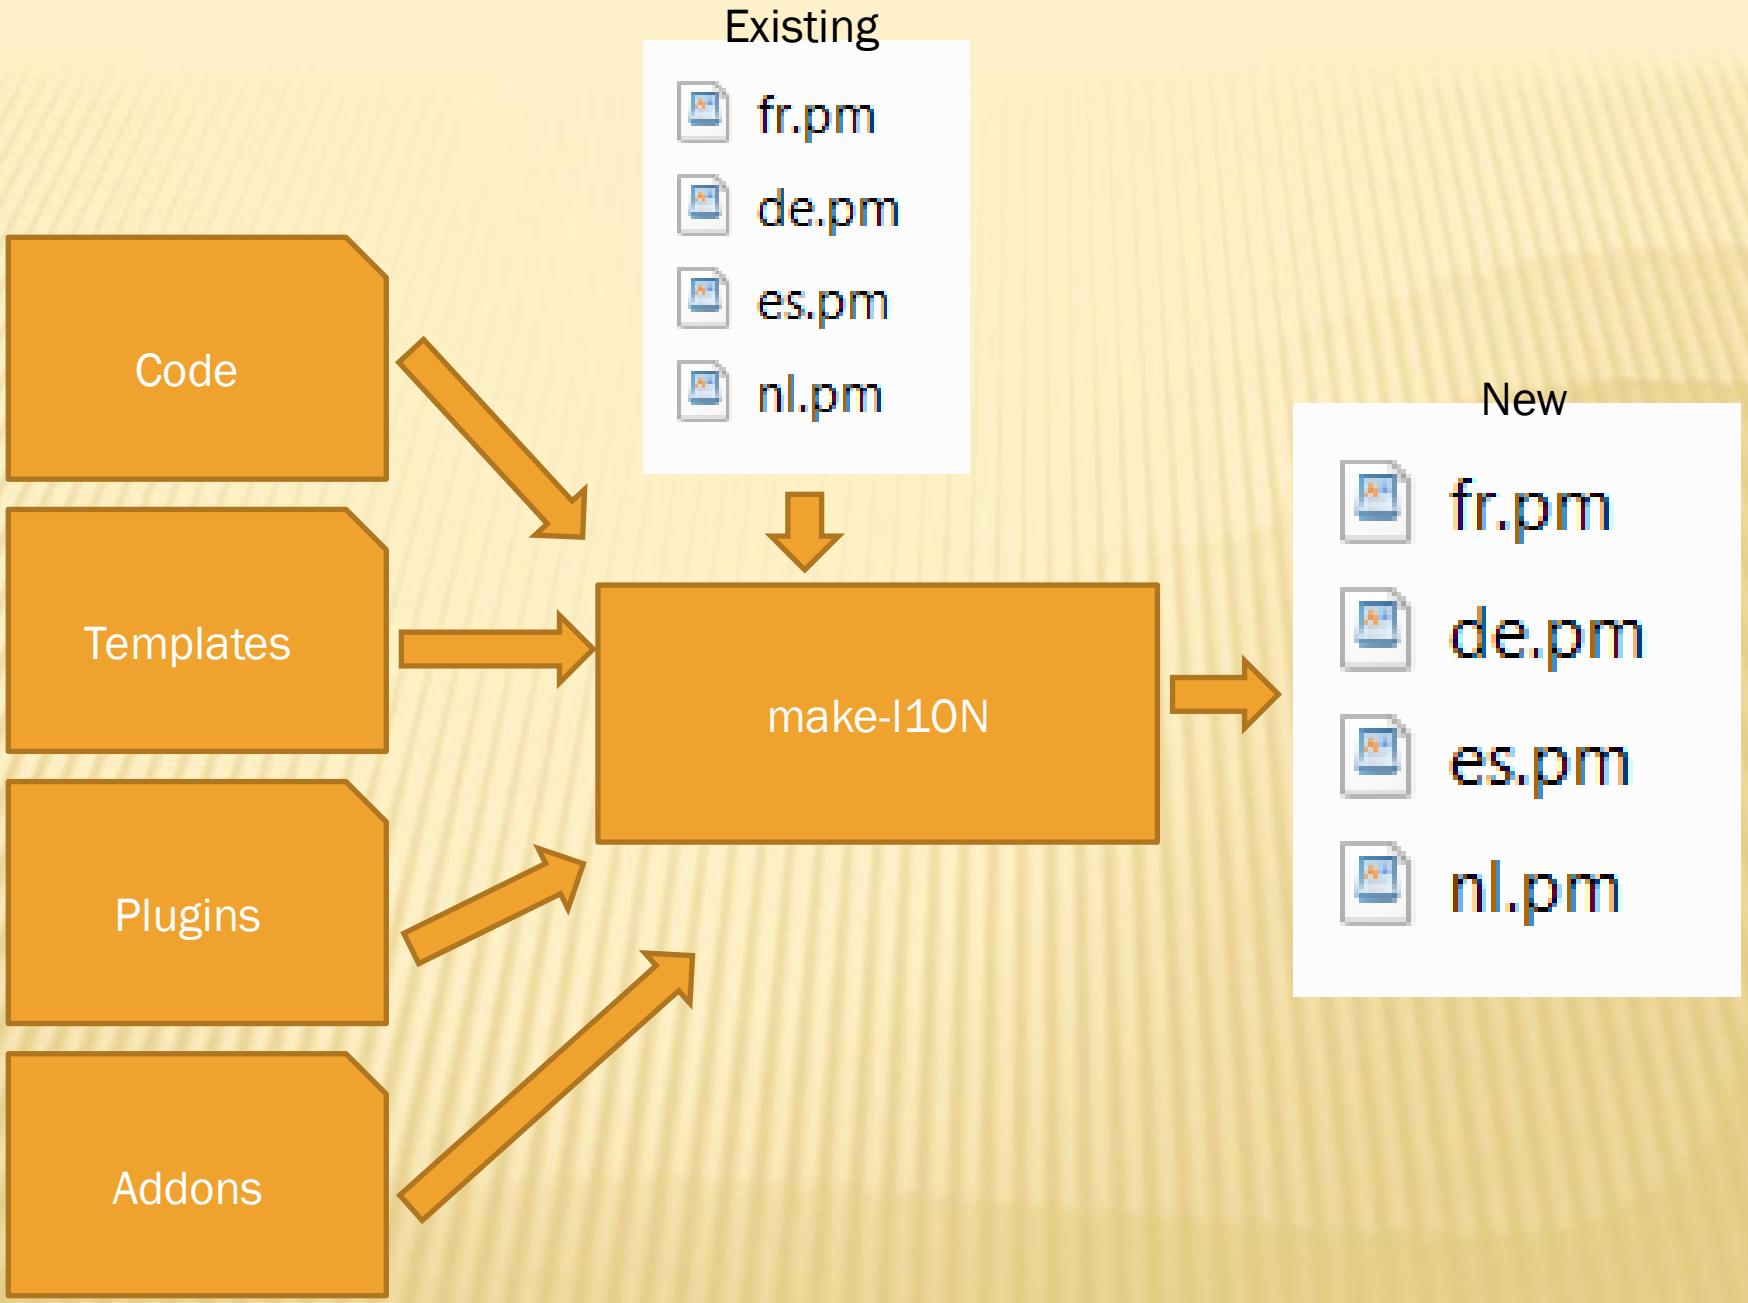 Existing
fr.pm
de.pm
es.pm
nl.pm
Code
Templates
Plugins
Addons
make-l10N
New
fr.pm
de.pm
es.pm
nl.pm